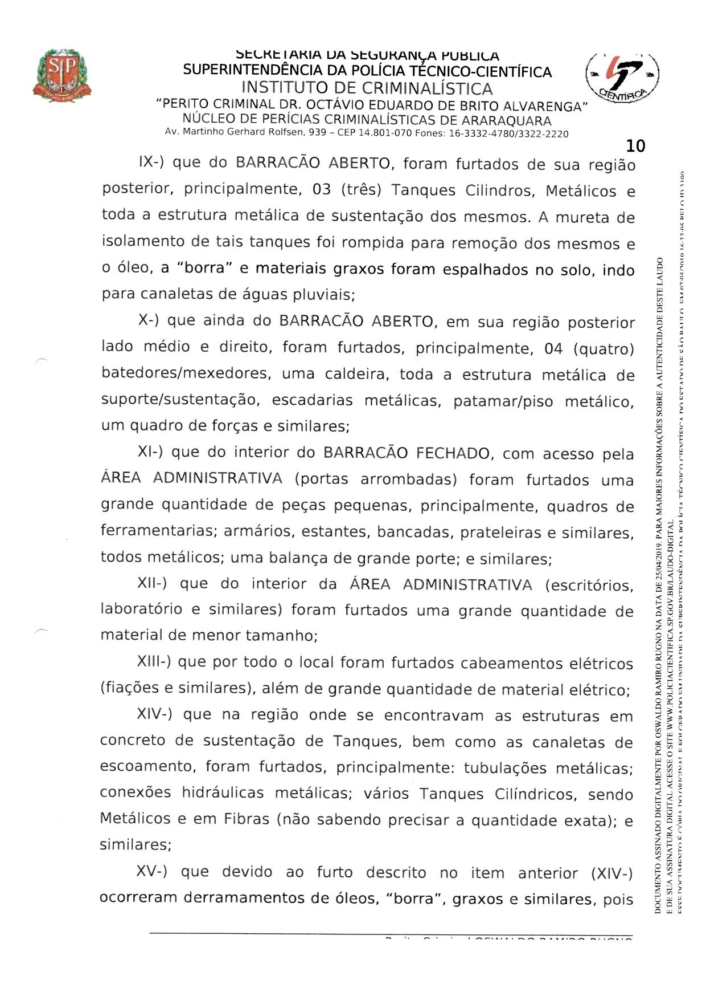 SECRETARIA DA SEGURANÇA PÚBLICA
SUPERINTENDÊNCIA DA POLÍCIA TÉCNICO-CIENTÍFICA
INSTITUTO DE CRIMINALÍSTICA
“PERITO CRIMINAL DR. OCTÁVIO EDUARDO DE BRITO ALVARENGA”
NÚCLEO DE PERÍCIAS CRIMINALÍSTICAS DE ARARAQUARA
Av. Martinho Gerhard Rolfsen, 939 – CEP 14.801-070 Fones: 16-3332-4780/3322-2220
SP
CIENTÍFICA
10
IX-) que do BARRACÃO ABERTO, foram furtados de sua região
posterior, principalmente, 03 (três) Tanques Cilindros, Metálicos e
toda a estrutura metálica de sustentação dos mesmos. A mureta de
isolamento de tais tanques foi rompida para remoção dos mesmos e
o óleo, a “borra” e materiais graxos foram espalhados no solo, indo
para canaletas de águas pluviais;
X-) que ainda do BARRACÃO ABERTO, em sua região posterior
lado médio e direito, foram furtados, principalmente, 04 (quatro)
batedores/mexedores, uma caldeira, toda a estrutura metálica de
suporte/sustentação, escadarias metálicas, patamar/piso metálico,
um quadro de forças e similares;
XI-) que do interior do BARRACÃO FECHADO, com acesso pela
ÁREA ADMINISTRATIVA (portas arrombadas) foram furtados uma
grande quantidade de peças pequenas, principalmente, quadros de
ferramentarias; armários, estantes, bancadas, prateleiras e similares,
todos metálicos; uma balança de grande porte; e similares;
XII-) que do interior da ÁREA ADMINISTRATIVA (escritórios,
laboratório e similares) foram furtados uma grande quantidade de
material de menor tamanho;
XIII-) que por todo o local foram furtados cabeamentos elétricos
(fiações e similares), além de grande quantidade de material elétrico;
XIV-) que na região onde se encontravam as estruturas em
concreto de sustentação de Tanques, bem como as canaletas de
escoamento, foram furtados, principalmente: tubulações metálicas;
conexões hidráulicas metálicas; vários Tanques Cilíndricos, sendo
Metálicos e em Fibras (não sabendo precisar a quantidade exata); e
similares;
XV-) que devido ao furto descrito no item anterior (XIV-)
ocorreram derramamentos de óleos, “borra”, graxos e similares, pois
Perito Criminal OSWALDO RAMIRO RUGNO
DOCUMENTO ASSINADO DIGITALMENTE POR OSWALDO RAMIRO RUGNO NA DATA DE 25/04/2019. PARA MAIORES INFORMAÇÕES SOBRE A AUTENTICIDADE DESTE LAUDO
E DE SUA ASSINATURA DIGITAL ACESSE O SITE WWW.POLICIACIENTIFICA.SP.GOV.BR/LAUDO-DIGITAL
ESSE DOCUMENTO É CÓPIA DO ORIGINAL E FOI GERADO EM UNIDADE DA SUPERINTENDÊNCIA DA POLÍCIA TÉCNICO CIENTÍFICA DO ESTADO DE SÃO PAULO, EM 07/05/2019